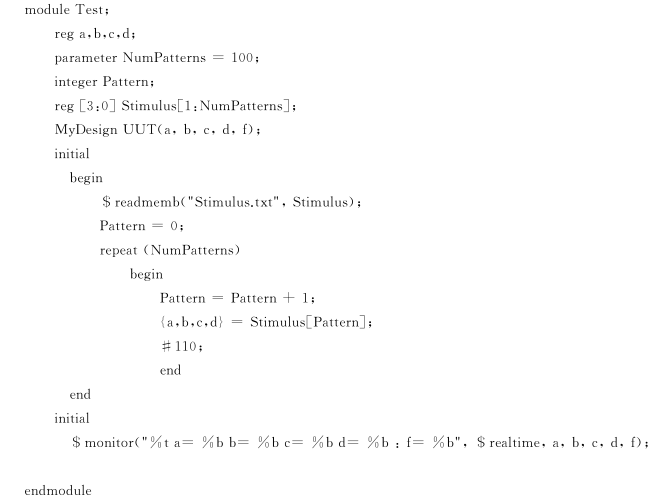 module Test;
reg a,b,c,d;
parameter NumPatterns = 100;
integer Pattern;
reg [3:0] Stimulus[1:NumPatterns];
MyDesign UUT(a, b, c, d, f);
initial
begin
$ readmemb("Stimulus.txt", Stimulus);
Pattern = 0;
repeat (NumPatterns)
begin
Pattern = Pattern + 1;
{a,b,c,d} = Stimulus[Pattern];
#110;
end
end
initial
$ monitor("%t a= %b b= %b c= %b d= %b : f= %b", $ realtime, a, b, c, d, f);
endmodule